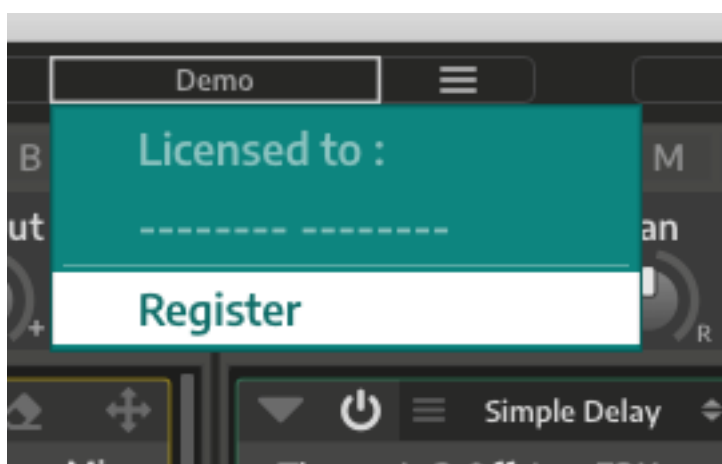 Demo
Licensed to :
B
M
-------- --------
ut
an
Register
+
R
Simple Delay